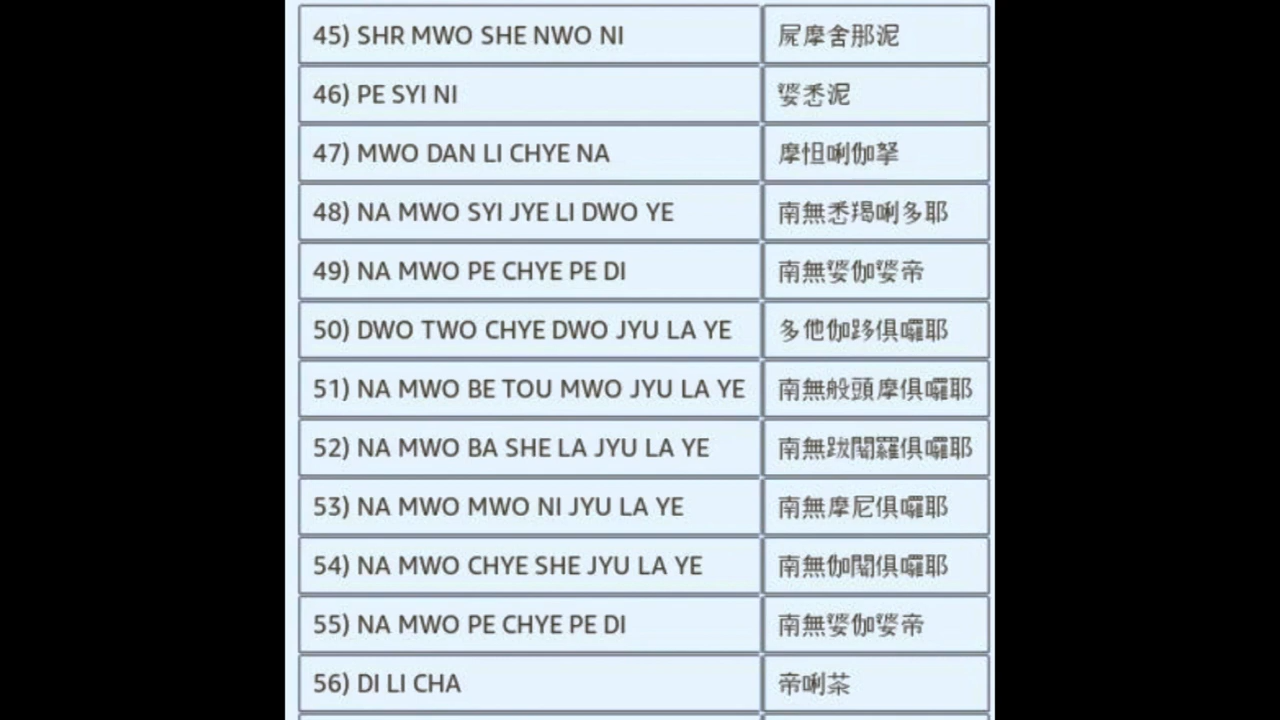 45) SHR MWO SHE NWO NI 屍摩舍那泥
46) PE SYI NI 婆悉泥
47) MWO DAN LI CHYE NA 摩怛唎伽拏
48) NA MWO SYI JYE LI DWO YE 南無悉羯唎多耶
49) NA MWO PE CHYE PE DI 南無婆伽婆帝
50) DWO TWO CHYE DWO JYU LA YE 多他伽跢俱囉耶
51) NA MWO BE TOU MWO JYU LA YE 南無般頭摩俱囉耶
52) NA MWO BA SHE LA JYU LA YE 南無跋闍羅俱囉耶
53) NA MWO MWO NI JYU LA YE 南無摩尼俱囉耶
54) NA MWO CHYE SHE JYU LA YE 南無伽闍俱囉耶
55) NA MWO PE CHYE PE DI 南無婆伽婆帝
56) DI LI CHA 帝唎茶